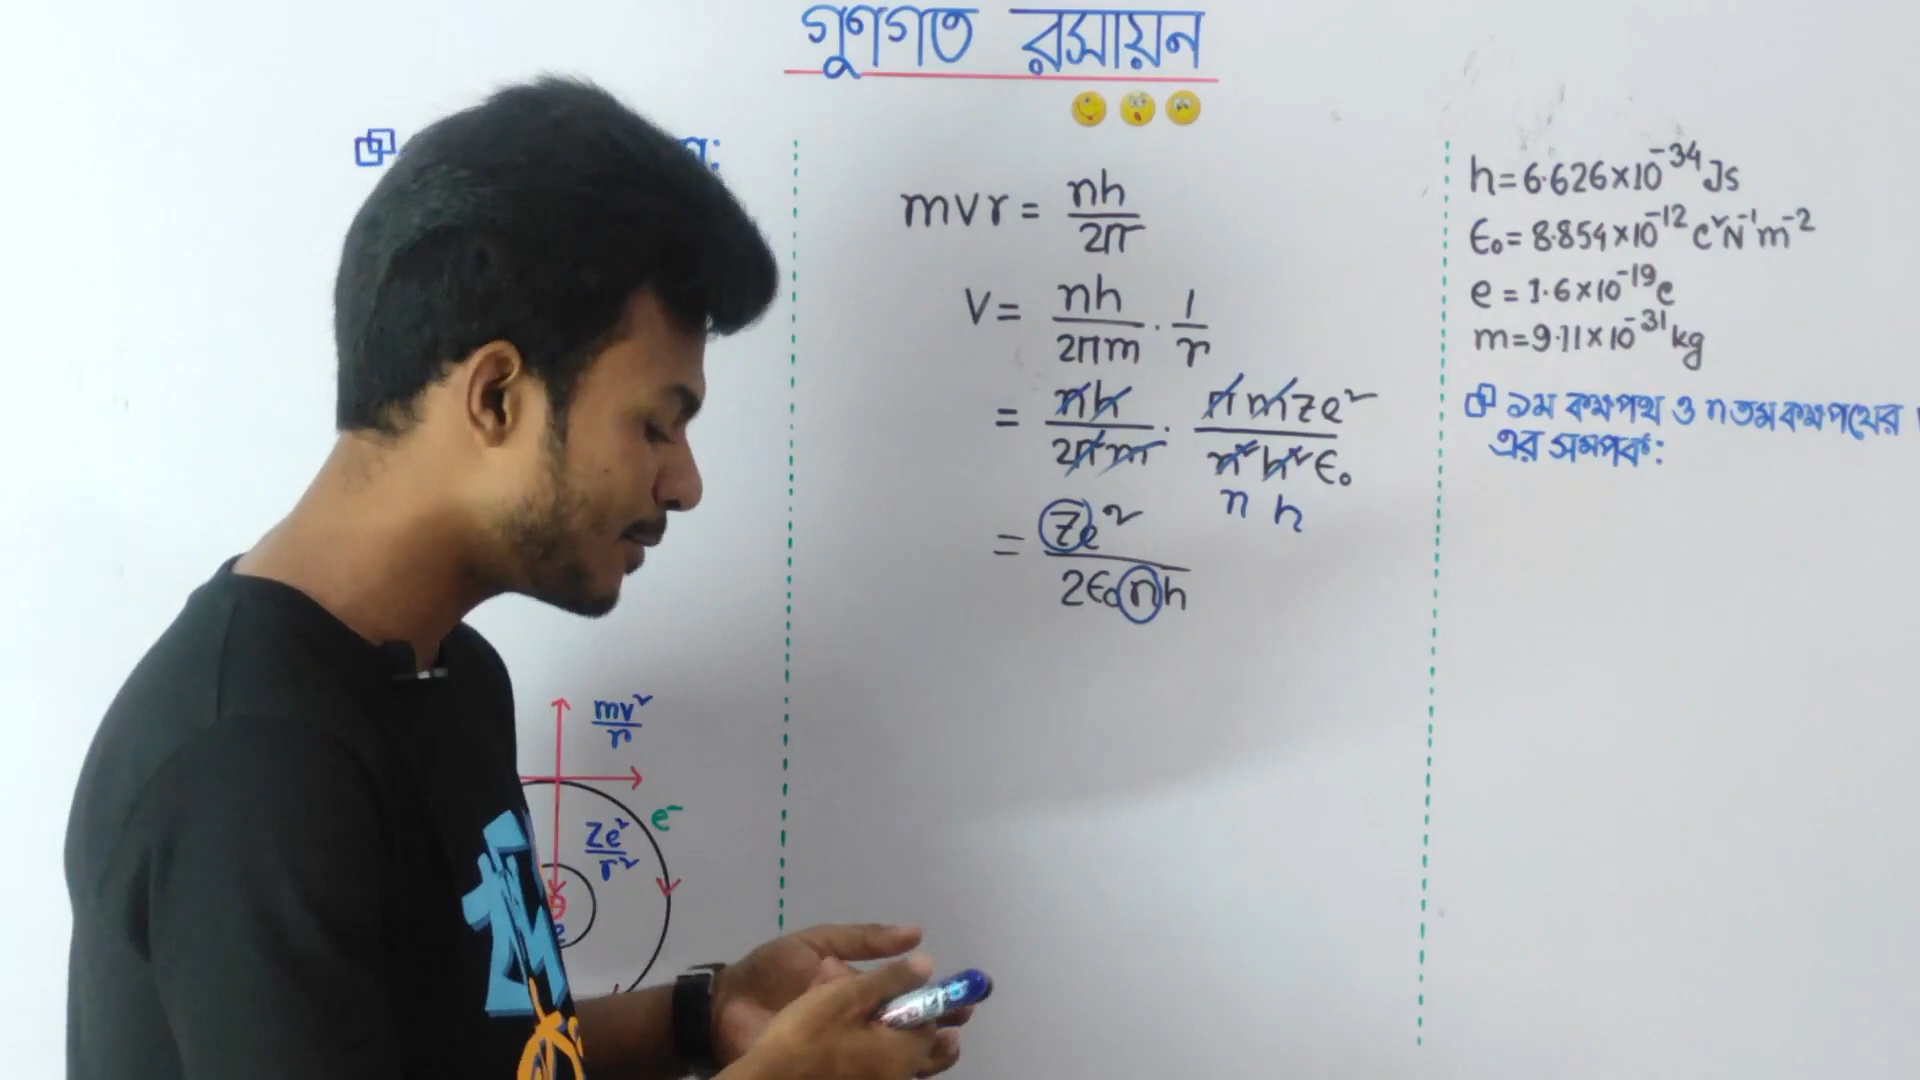 গুণগত রসায়ন
mvr = nh/2π
V = nh/2πm · 1/r
= nh/2πm · πmze²/n²h²ϵ₀
n h
= Ze²/2ϵ₀nh
mv²/r
e⁻
Ze²/r²
h = 6.626×10⁻³⁴ Js
ϵ₀ = 8.854×10⁻¹² C²N⁻¹m⁻²
e = 1.6×10⁻¹⁹ C
m = 9.11×10⁻³¹ kg
১ম কক্ষপথ ও n তম কক্ষপথের
এর সম্পর্ক: